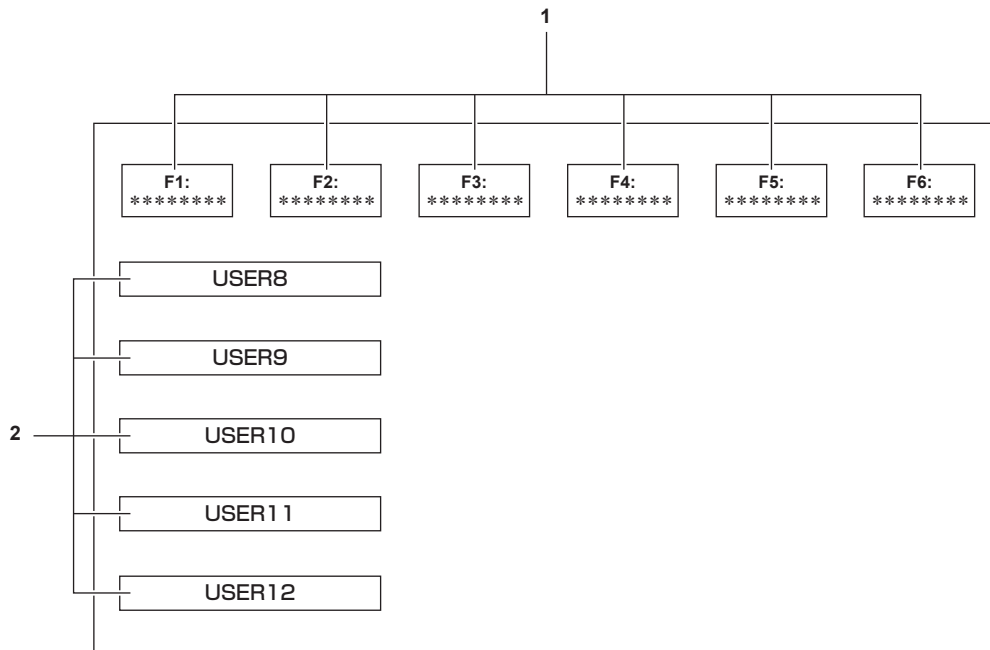 1
F1: F2: F3: F4: F5: F6:
******** ******** ******** ******** ******** ********
USER8
USER9
2 USER10
USER11
USER12